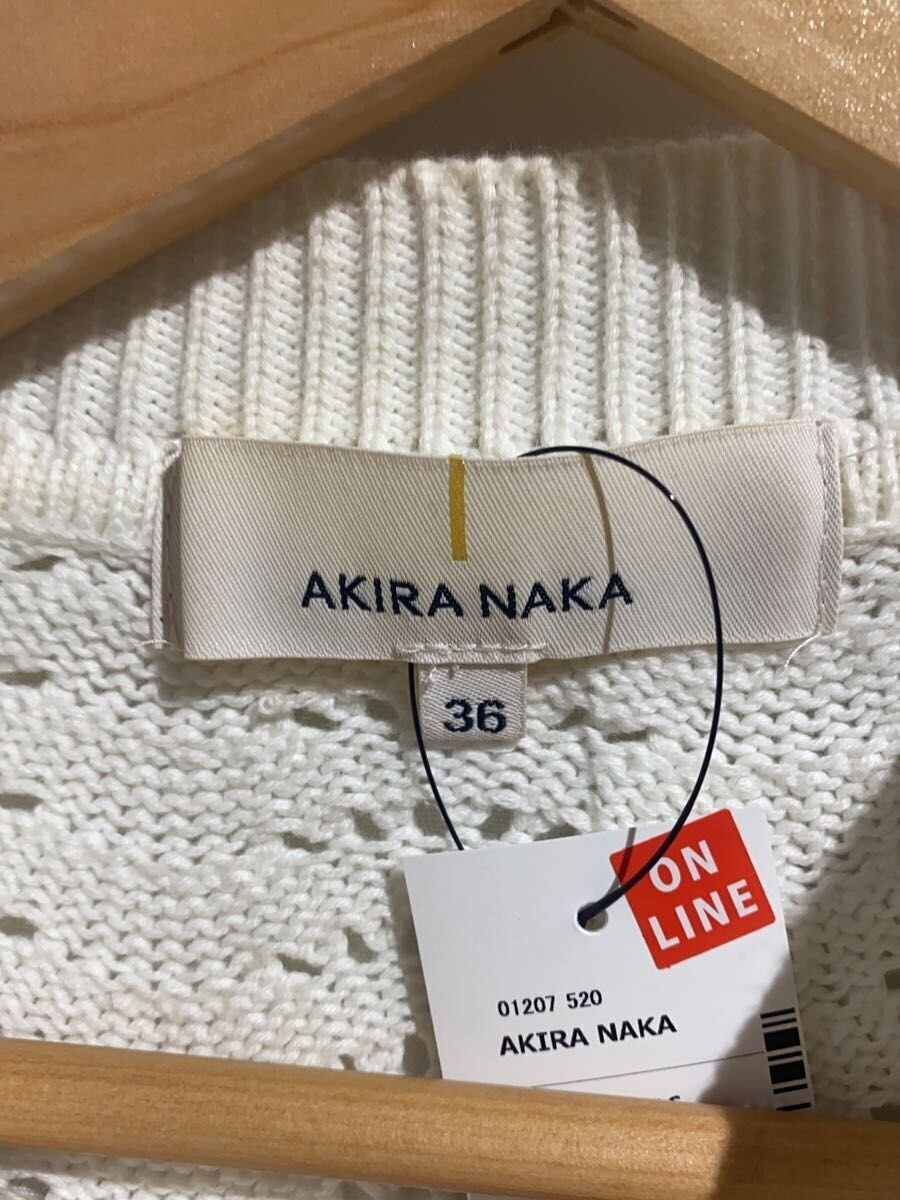 AKIRA NAKA
36
ON
LINE
01207 520
AKIRA NAKA